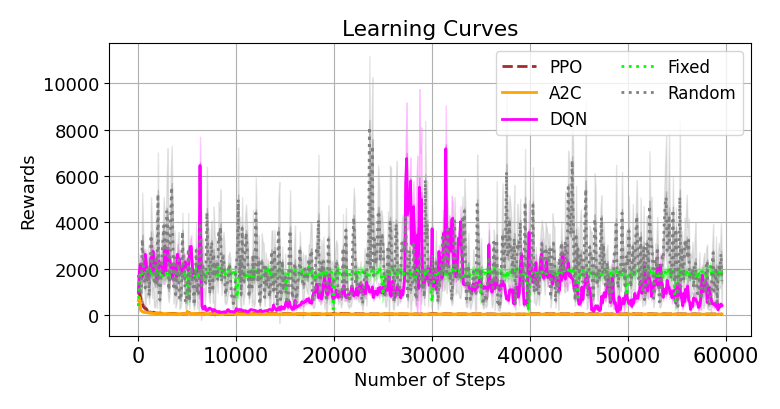 Learning Curves
Rewards
10000
8000
6000
4000
2000
0
PPO
A2C
DQN
Fixed
Random
0 10000 20000 30000 40000 50000 60000
Number of Steps